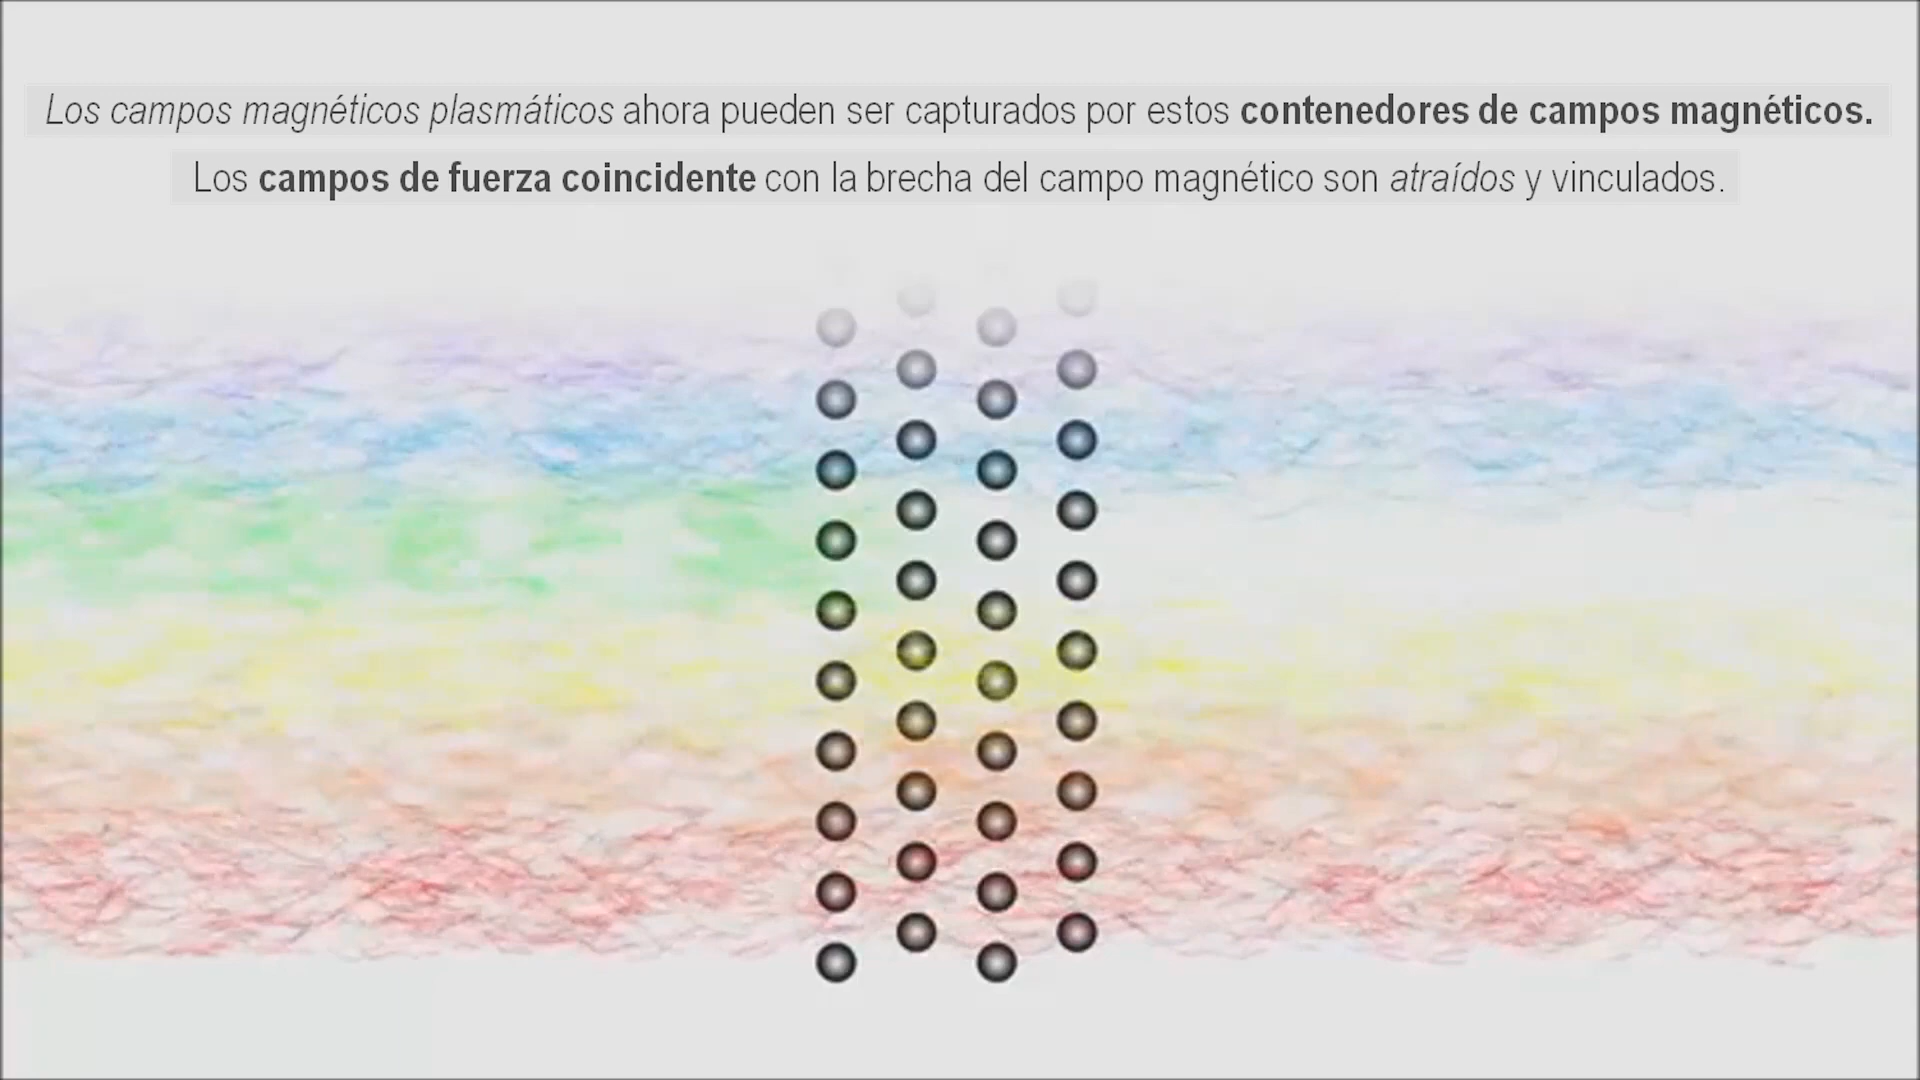 Los campos magnéticos plasmáticos ahora pueden ser capturados por estos contenedores de campos magnéticos.
Los campos de fuerza coincidente con la brecha del campo magnético son atraídos y vinculados.